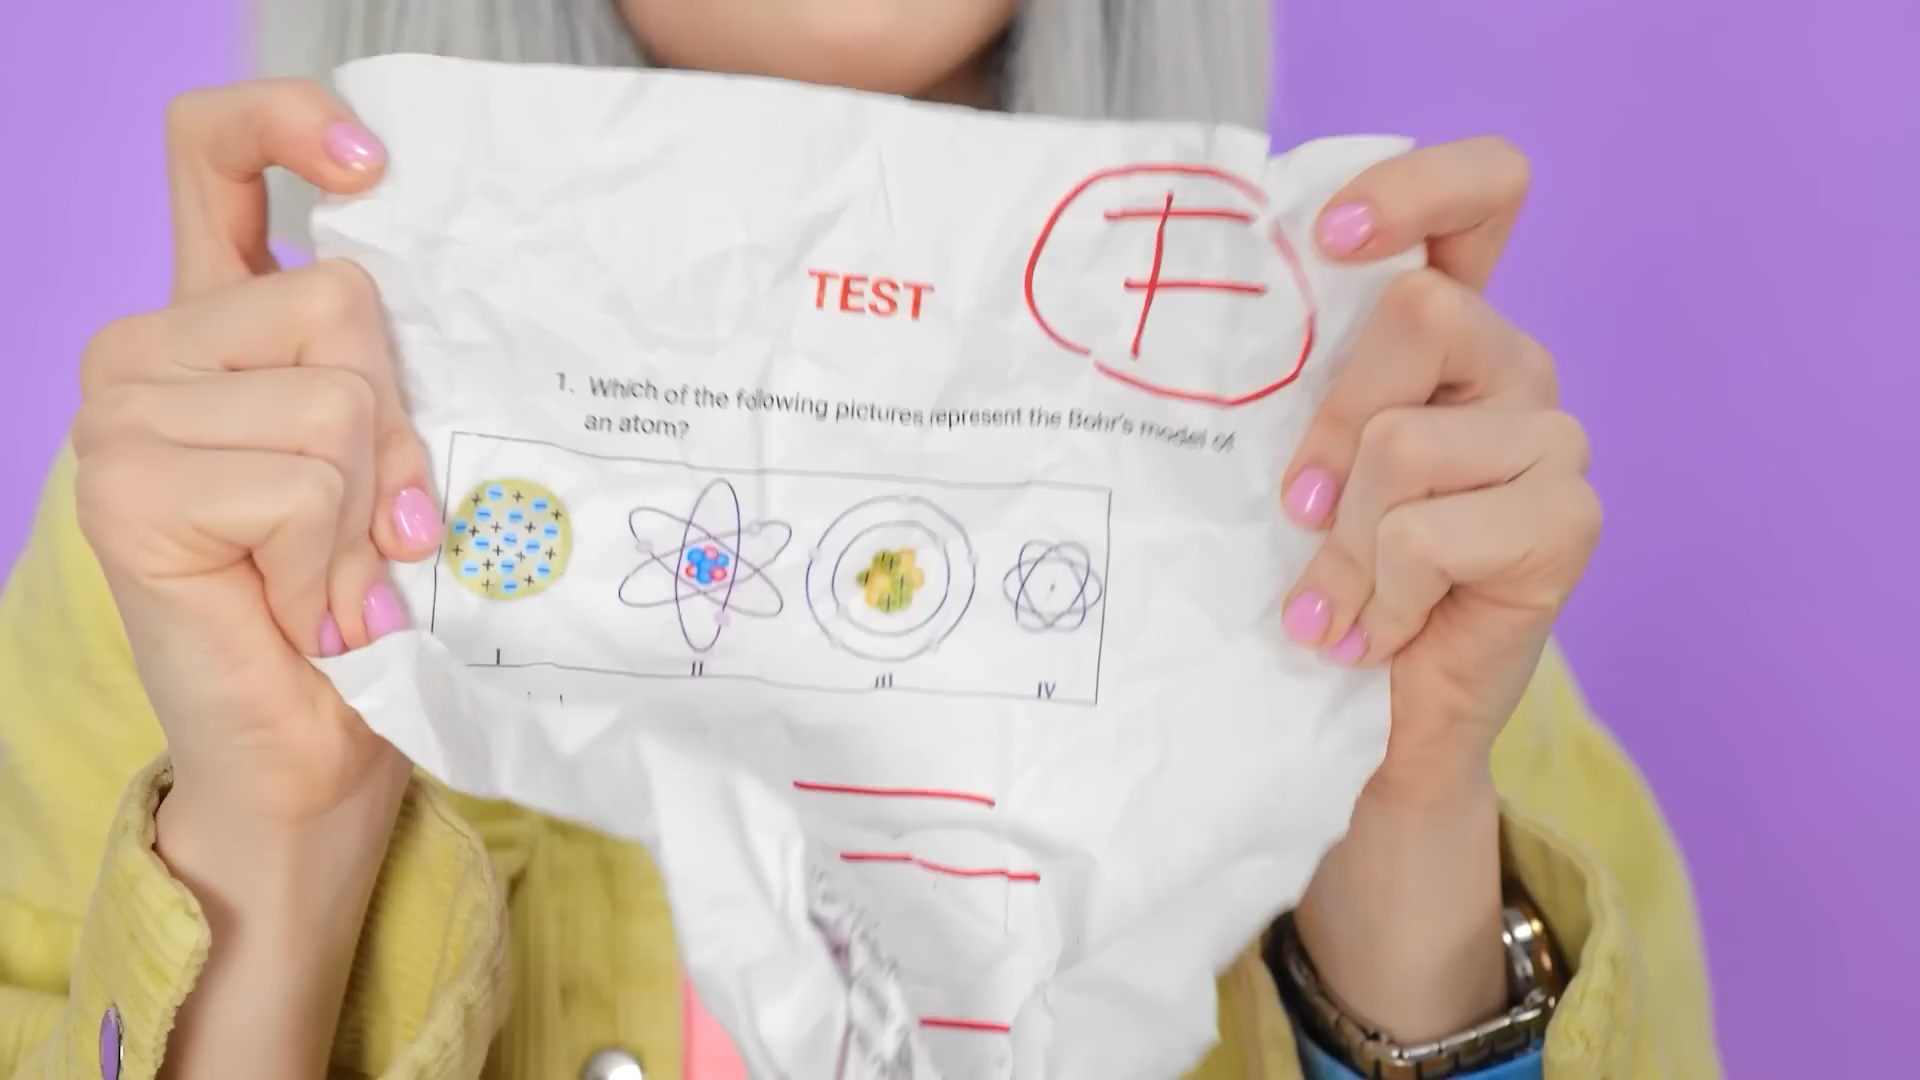 F
TEST
1. Which of the following pictures represent the Bohr's model of
an atom?
I II III IV